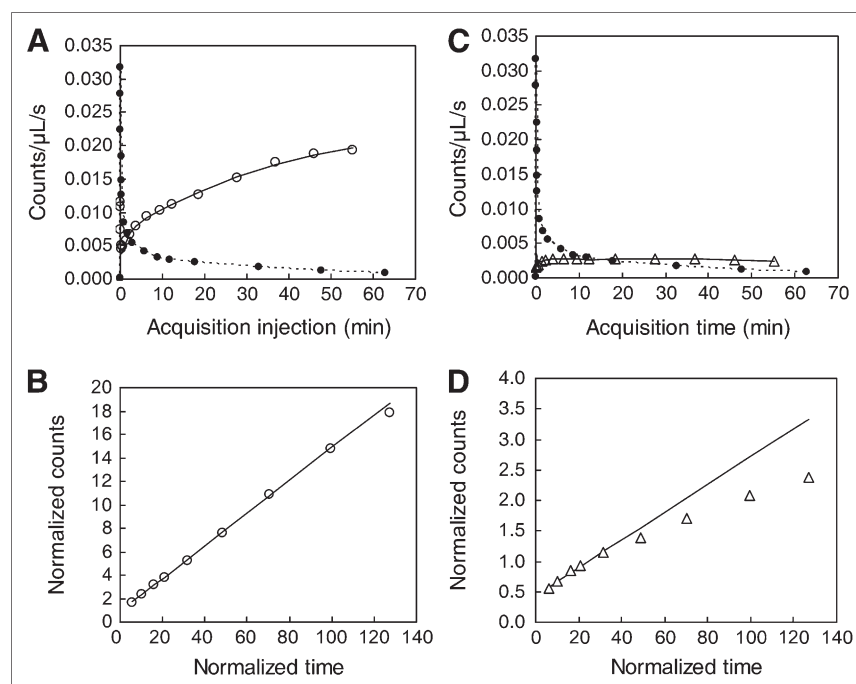 A
Counts/µL/s
0.035
0.030
0.025
0.020
0.015
0.010
0.005
0.000
0 10 20 30 40 50 60 70
Acquisition injection (min)
C
Counts/µL/s
0.035
0.030
0.025
0.020
0.015
0.010
0.005
0.000
0 10 20 30 40 50 60 70
Acquisition time (min)
B
Normalized counts
20
18
16
14
12
10
8
6
4
2
0 20 40 60 80 100 120 140
Normalized time
D
Normalized counts
4.0
3.5
3.0
2.5
2.0
1.5
1.0
0.5
0.0
0 20 40 60 80 100 120 140
Normalized time